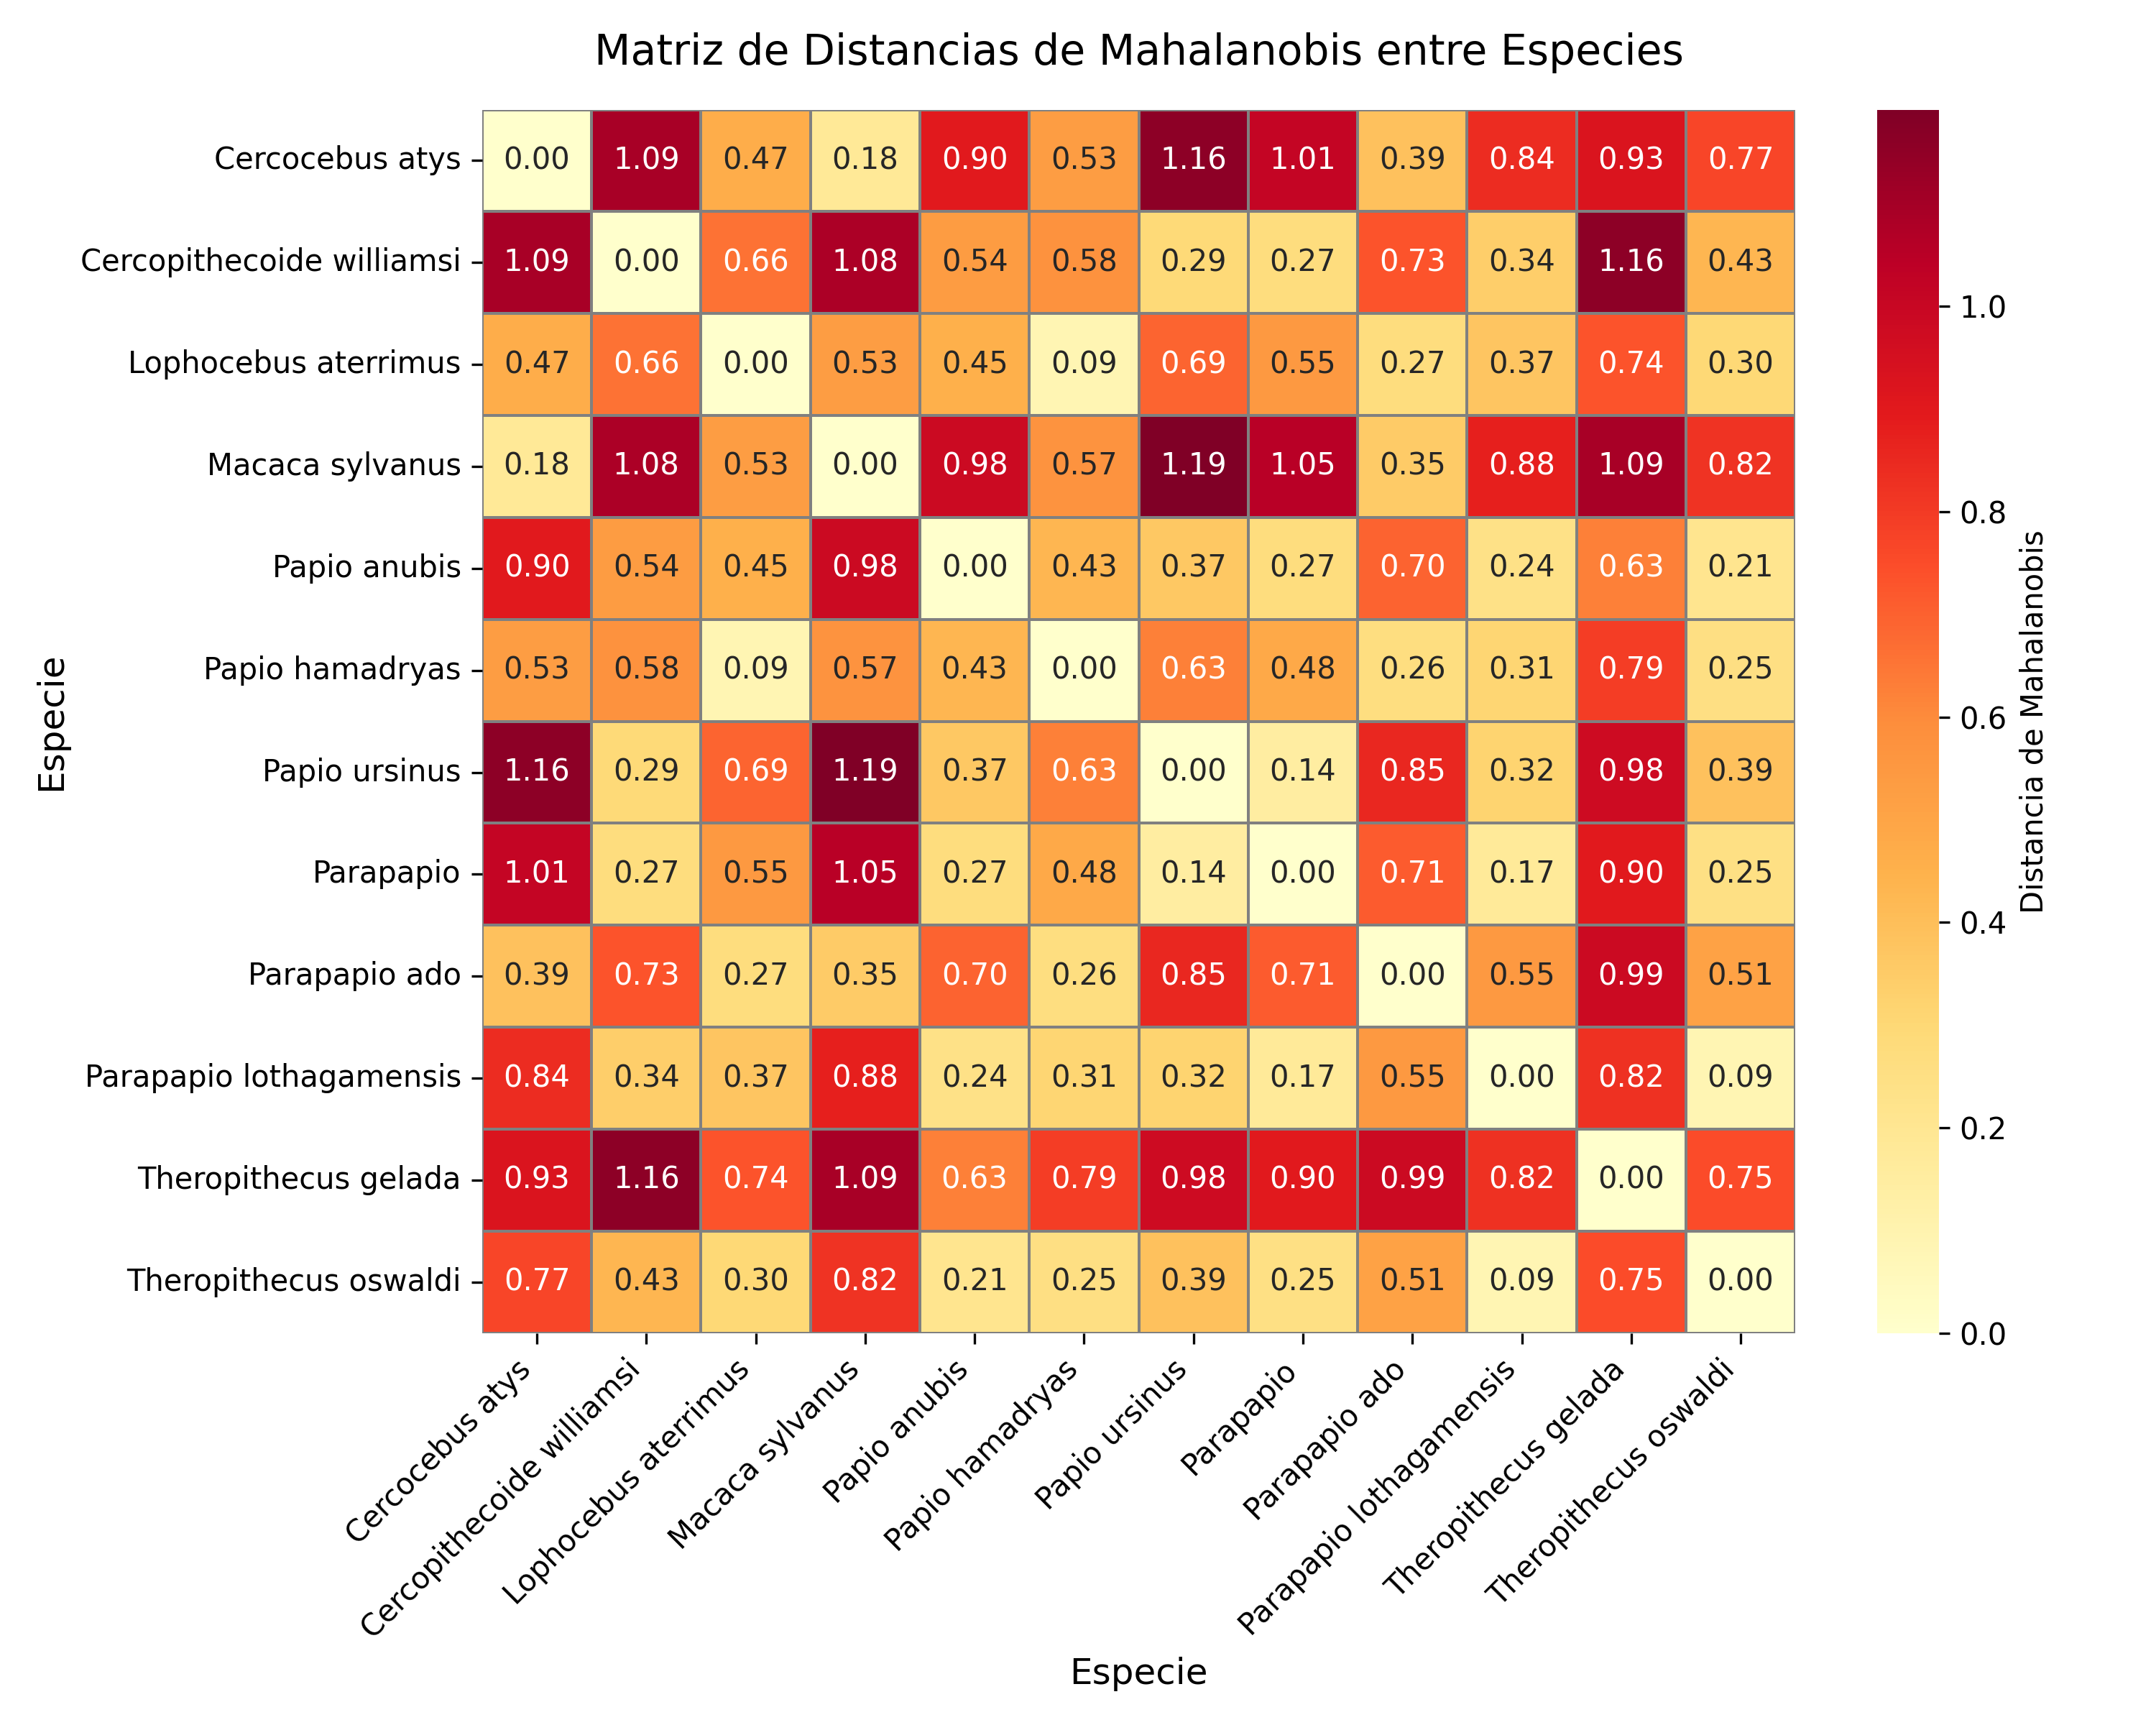 Matriz de Distancias de Mahalanobis entre Especies
Cercocebus atys 0.00 1.09 0.47 0.18 0.90 0.53 1.16 1.01 0.39 0.84 0.93 0.77
Cercopithecoide williamsi 1.09 0.00 0.66 1.08 0.54 0.58 0.29 0.27 0.73 0.34 1.16 0.43
Lophocebus aterrimus 0.47 0.66 0.00 0.53 0.45 0.09 0.69 0.55 0.27 0.37 0.74 0.30
Macaca sylvanus 0.18 1.08 0.53 0.00 0.98 0.57 1.19 1.05 0.35 0.88 1.09 0.82
Papio anubis 0.90 0.54 0.45 0.98 0.00 0.43 0.37 0.27 0.70 0.24 0.63 0.21
Papio hamadryas 0.53 0.58 0.09 0.57 0.43 0.00 0.63 0.48 0.26 0.31 0.79 0.25
Papio ursinus 1.16 0.29 0.69 1.19 0.37 0.63 0.00 0.14 0.85 0.32 0.98 0.39
Parapapio 1.01 0.27 0.55 1.05 0.27 0.48 0.14 0.00 0.71 0.17 0.90 0.25
Parapapio ado 0.39 0.73 0.27 0.35 0.70 0.26 0.85 0.71 0.00 0.55 0.99 0.51
Parapapio lothagamensis 0.84 0.34 0.37 0.88 0.24 0.31 0.32 0.17 0.55 0.00 0.82 0.09
Theropithecus gelada 0.93 1.16 0.74 1.09 0.63 0.79 0.98 0.90 0.99 0.82 0.00 0.75
Theropithecus oswaldi 0.77 0.43 0.30 0.82 0.21 0.25 0.39 0.25 0.51 0.09 0.75 0.00
Especie
Cercocebus atys
Cercopithecoide williamsi
Lophocebus aterrimus
Macaca sylvanus
Papio anubis
Papio hamadryas
Papio ursinus
Parapapio
Parapapio ado
Parapapio lothagamensis
Theropithecus gelada
Theropithecus oswaldi
Especie
1.0
0.8
0.6
0.4
0.2
0.0
Distancia de Mahalanobis